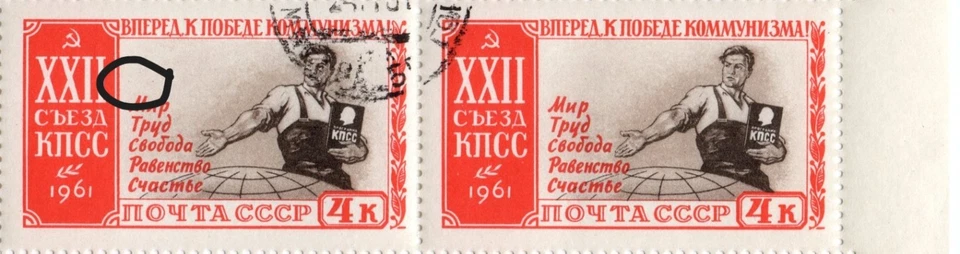 ВПЕРЕД, К ПОБЕДЕ КОММУНИЗМА!
XXII
СЪЕЗД
КПСС
1961
Мир
Труд
Свобода
Равенство
Счастье
КПСС
ПОЧТА СССР
4к
ВПЕРЕД, К ПОБЕДЕ КОММУНИЗМА!
XXII
СЪЕЗД
КПСС
1961
Мир
Труд
Свобода
Равенство
Счастье
КПСС
ПОЧТА СССР
4к